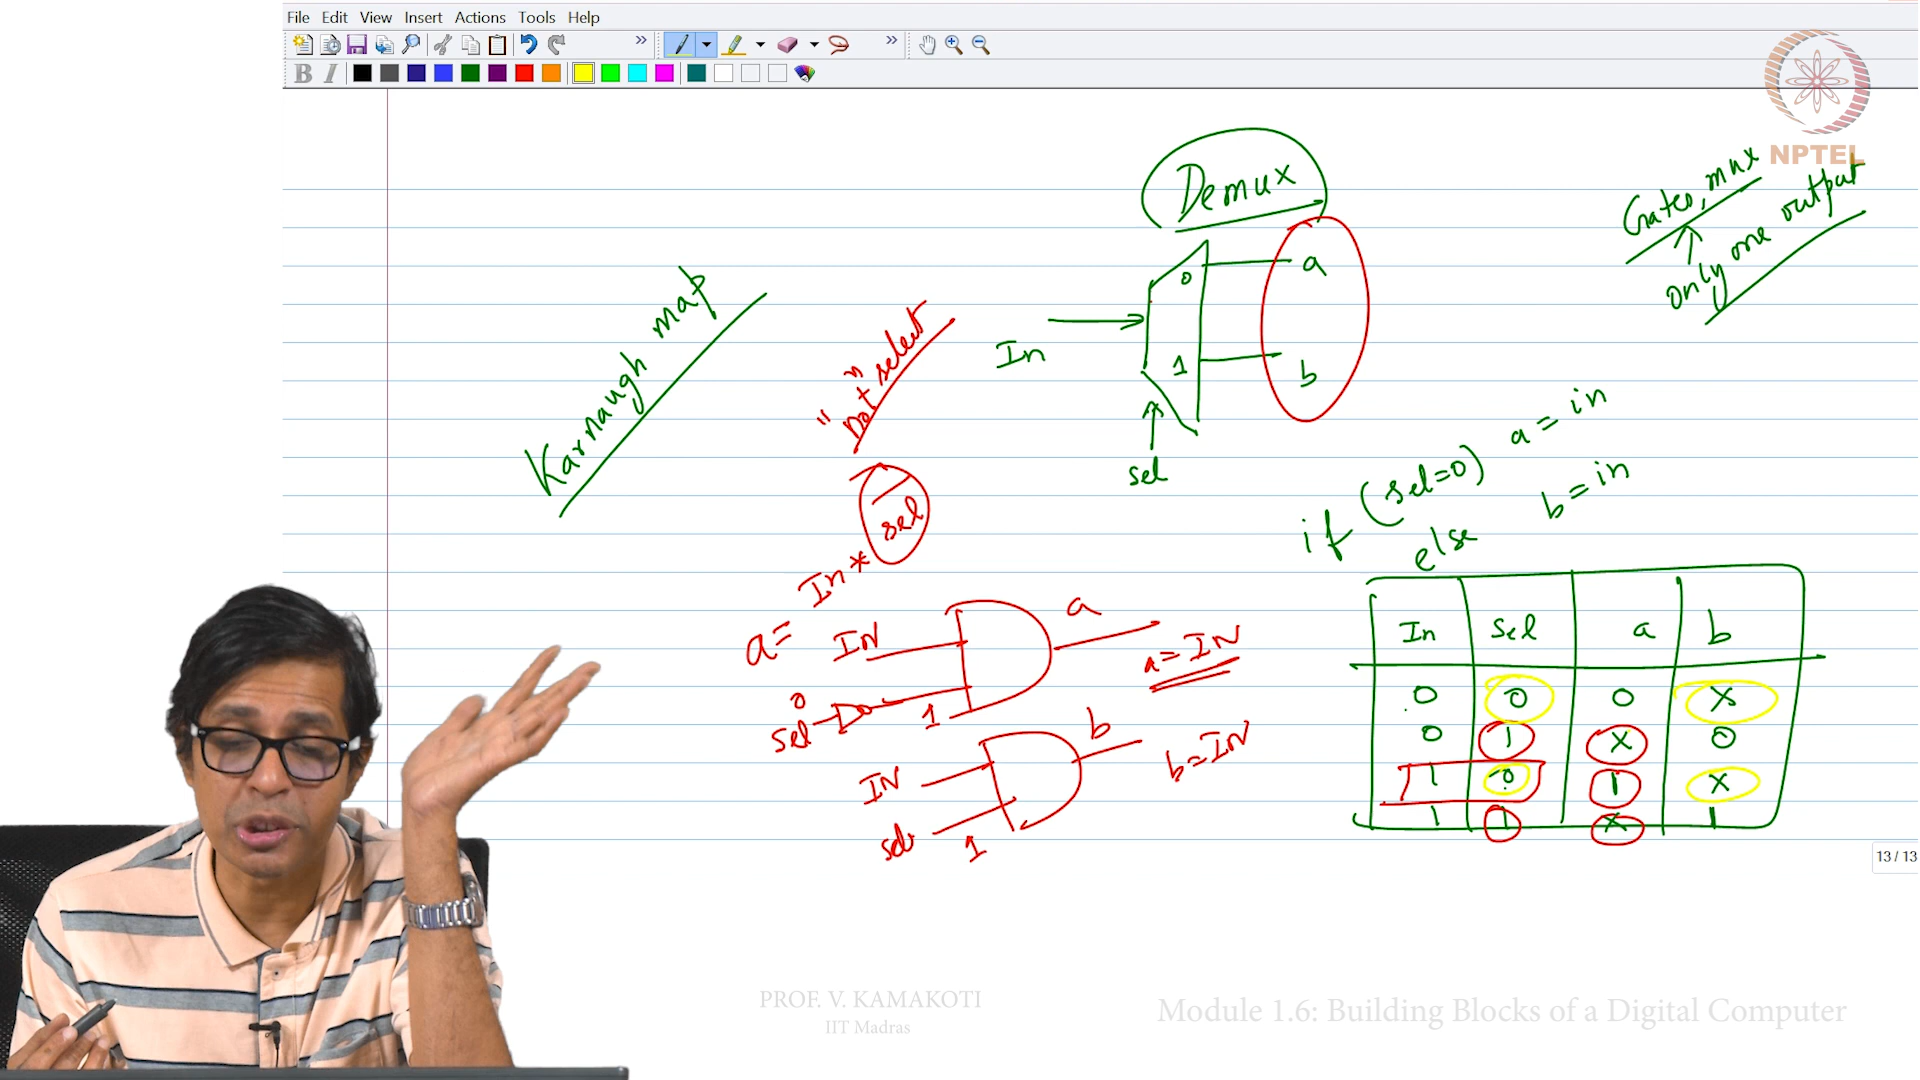 File Edit View Insert Actions Tools Help
B I
NPTEL
Demux
Gates, mux
only one output
0 a
In
1 b
sel
Karnaugh map
"not" select
if (sel=0) a = in
else b = in
a = In * sel
IN a
0
sel 1
a = IN
IN b
sel 1
b = IN
In Sel a b
0 0 0 x
0 1 x 0
1 0 1 x
1 1 x 1
13 / 13
PROF. V. KAMAKOTI
IIT Madras
Module 1.6: Building Blocks of a Digital Computer